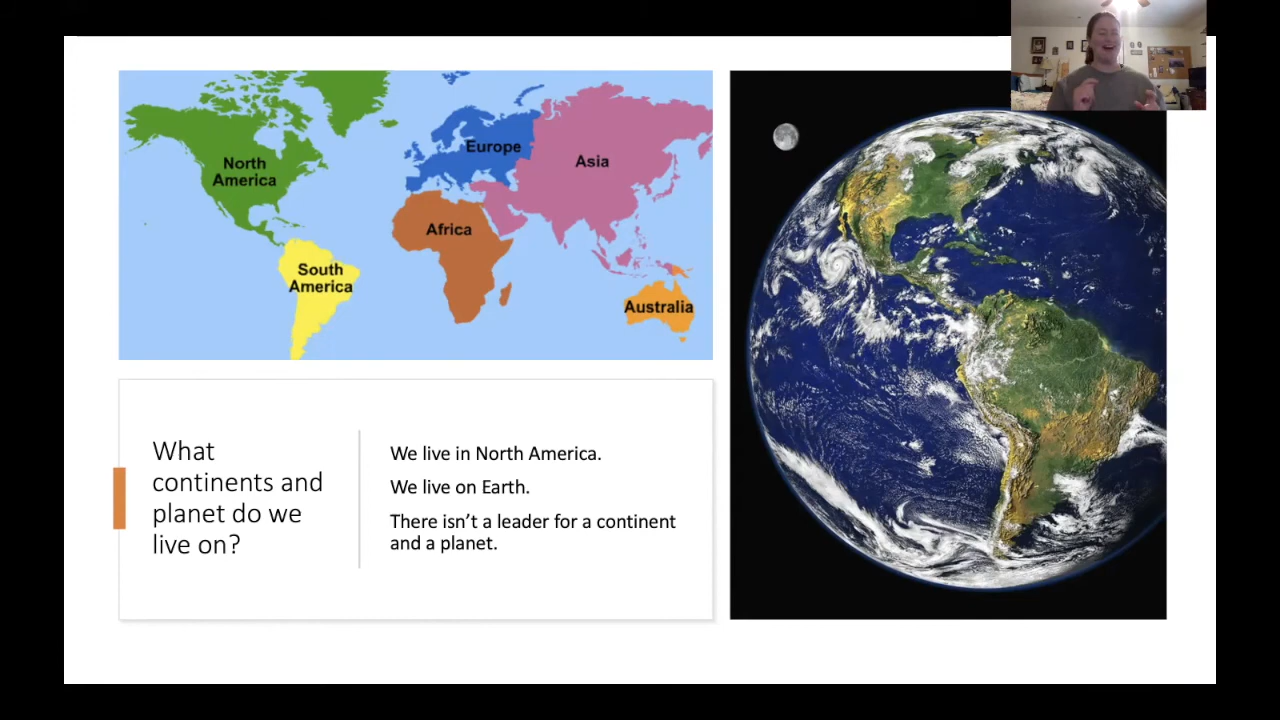 North
America
Europe
Asia
Africa
South
America
Australia
What
continents and
planet do we
live on?
We live in North America.
We live on Earth.
There isn’t a leader for a continent
and a planet.